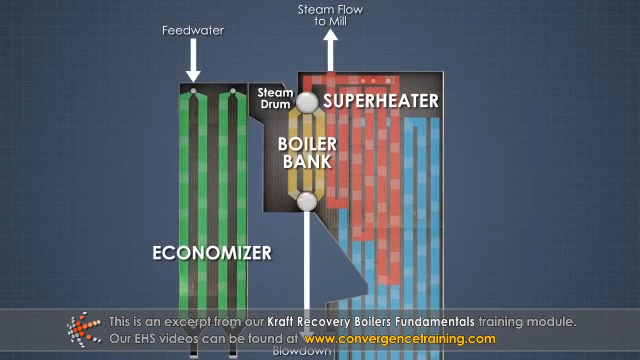 Steam Flow
to Mill
Feedwater
Steam
Drum
SUPERHEATER
BOILER
BANK
ECONOMIZER
This is an excerpt from our Kraft Recovery Boilers Fundamentals training module.
Our EHS videos can be found at www.convergencetraining.com
Blowdown